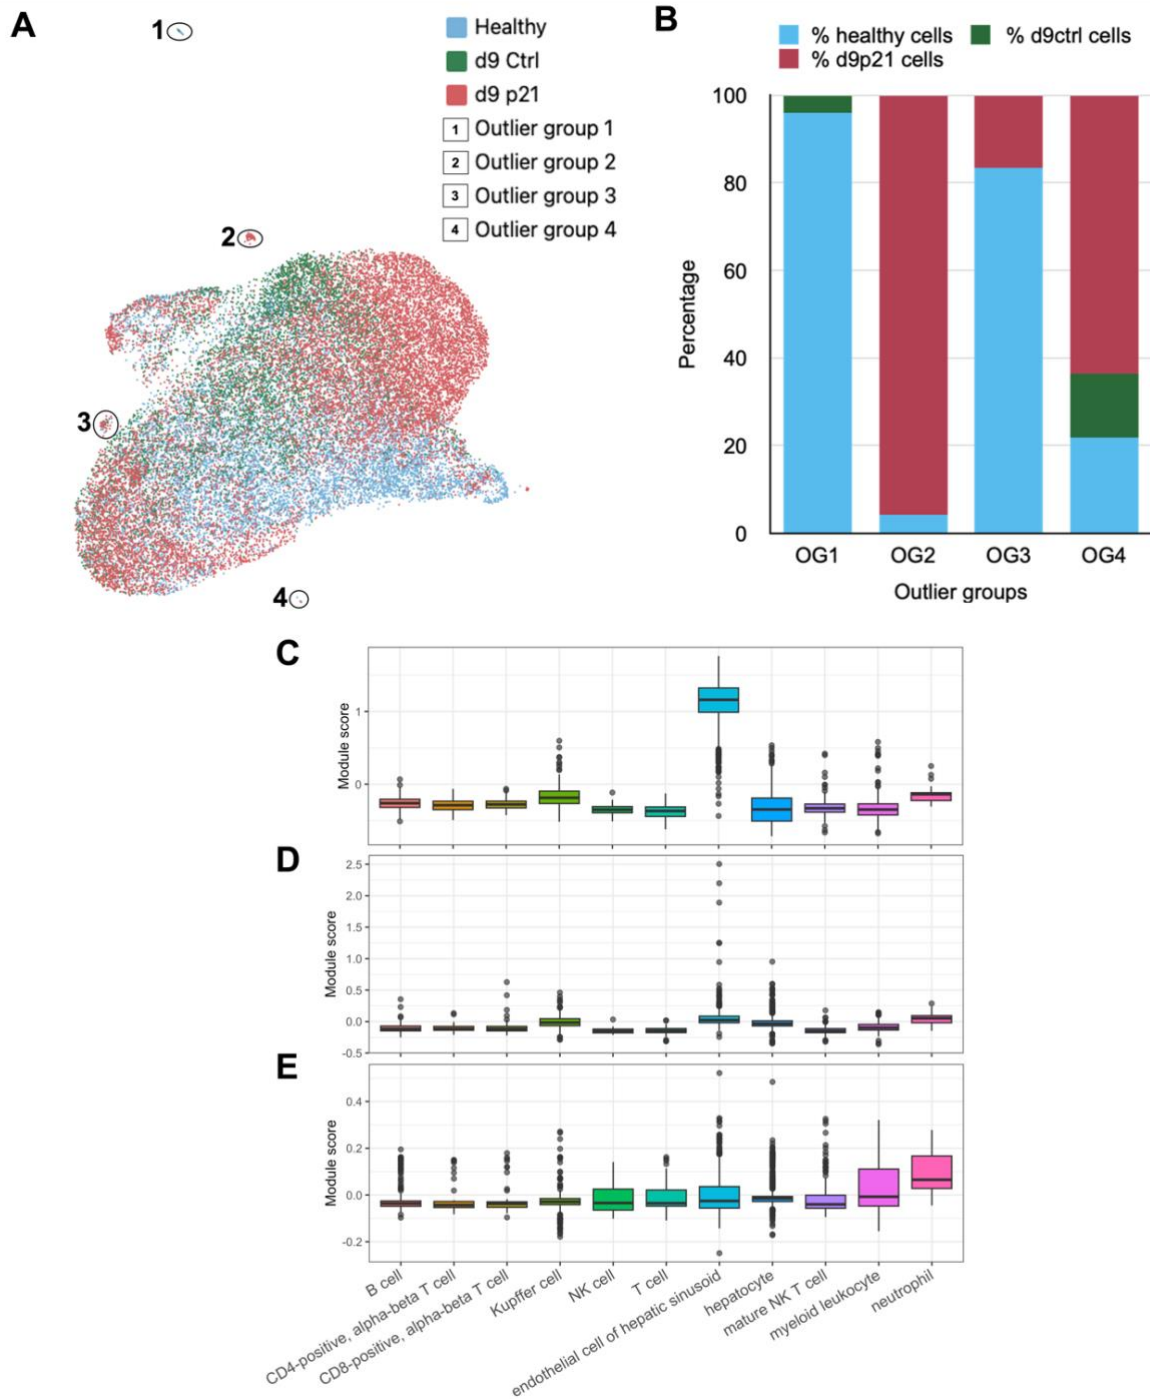 A
1
Healthy
d9 Ctrl
d9 p21
1 Outlier group 1
2 Outlier group 2
3 Outlier group 3
4 Outlier group 4
2
3
4
B
% healthy cells
% d9ctrl cells
% d9p21 cells
Percentage
100
80
60
40
20
0
OG1 OG2 OG3 OG4
Outlier groups
C
Module score
1
0
D
Module score
2.5
2.0
1.5
1.0
0.5
0.0
-0.5
E
Module score
0.4
0.2
0.0
-0.2
B cell
CD4-positive, alpha-beta T cell
CD8-positive, alpha-beta T cell
Kupffer cell
NK cell
T cell
endothelial cell of hepatic sinusoid
hepatocyte
mature NK T cell
myeloid leukocyte
neutrophil